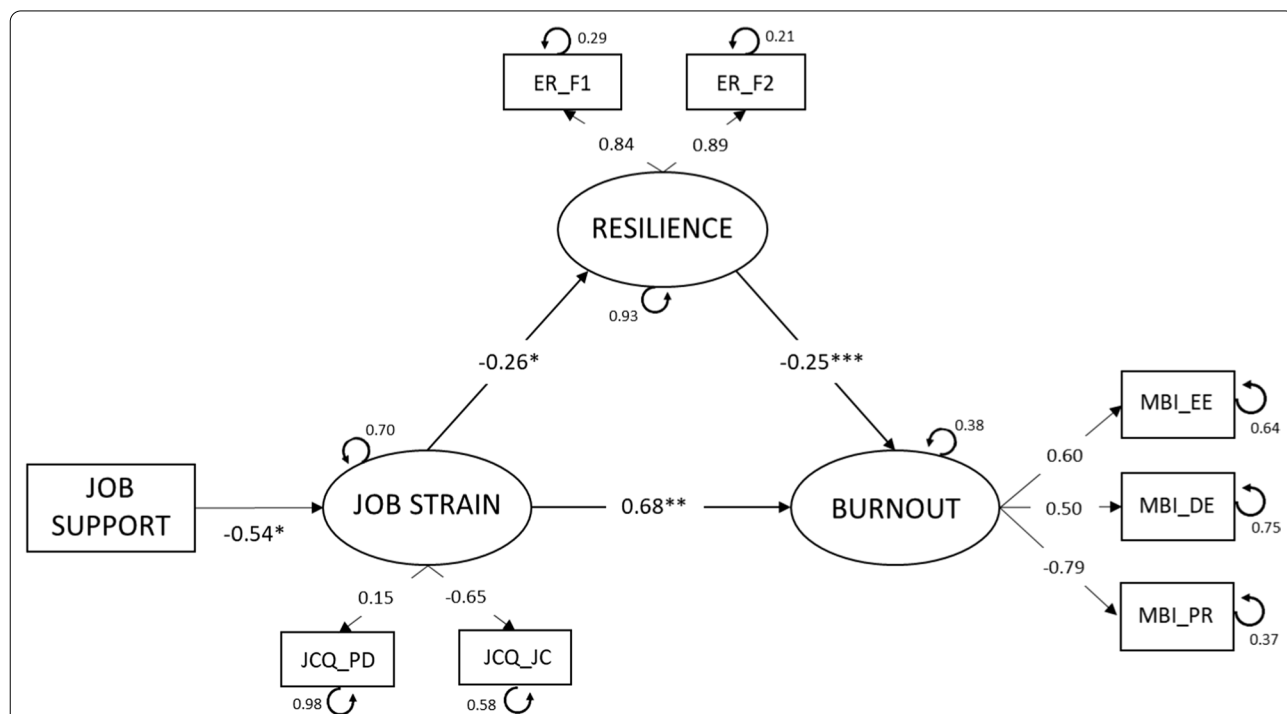 0.29
0.21
ER_F1
ER_F2
0.84
0.89
RESILIENCE
0.93
-0.26*
-0.25***
MBI_EE
0.64
0.70
0.38
0.60
JOB
SUPPORT
-0.54*
JOB STRAIN
0.68**
BURNOUT
0.50
MBI_DE
0.75
-0.79
0.15
-0.65
MBI_PR
0.37
JCQ_PD
JCQ_JC
0.98
0.58